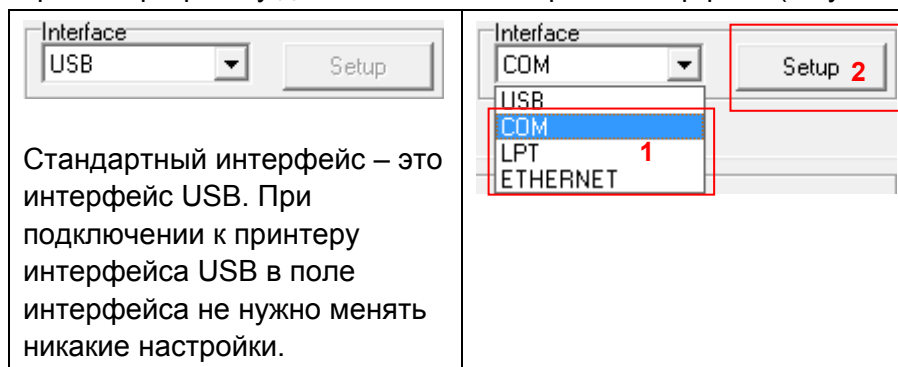 Interface
USB
Setup
Стандартный интерфейс – это
интерфейс USB. При
подключении к принтеру
интерфейса USB в поле
интерфейса не нужно менять
никакие настройки.
Interface
COM
Setup 2
USB
COM
LPT 1
ETHERNET